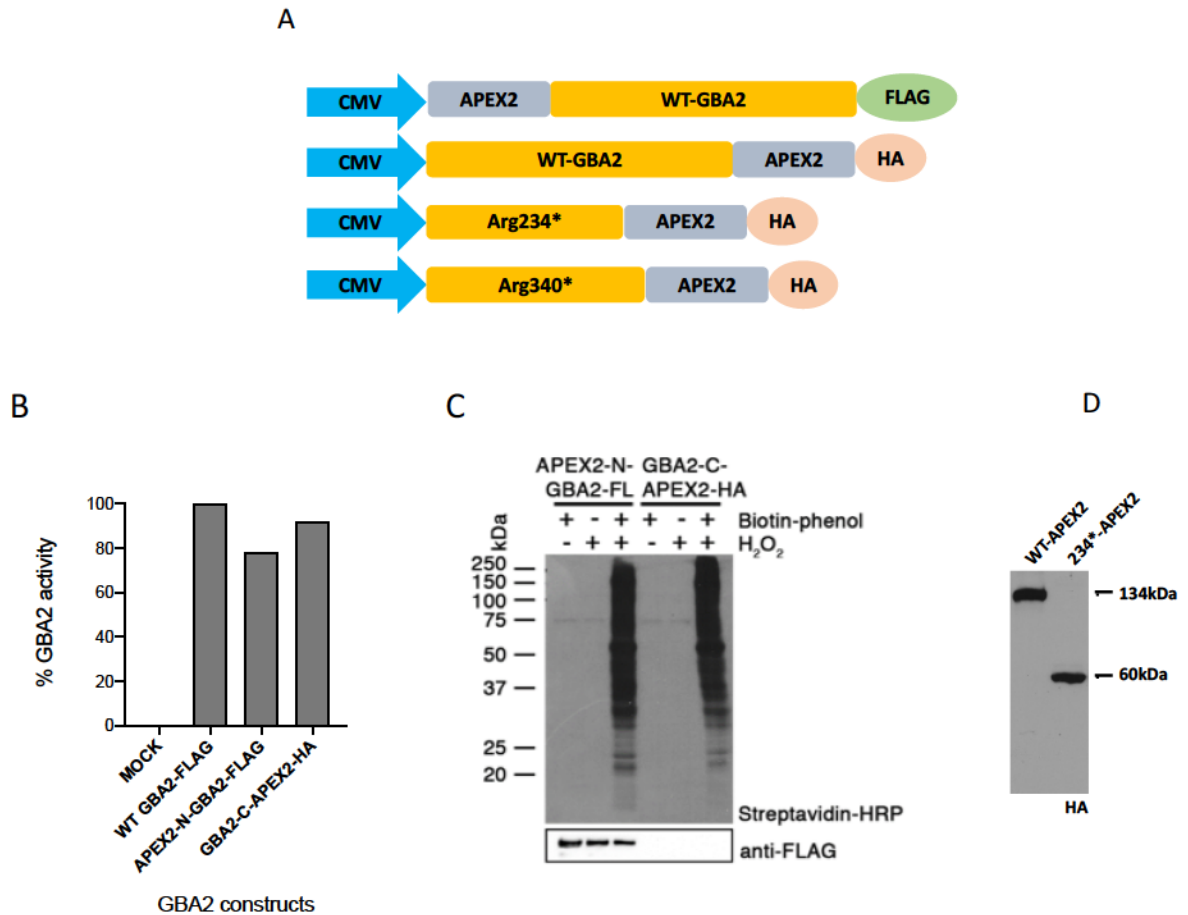 A
CMV APEX2 WT-GBA2 FLAG
CMV WT-GBA2 APEX2 HA
CMV Arg234* APEX2 HA
CMV Arg340* APEX2 HA
B
% GBA2 activity
100
80
60
40
20
0
MOCK
WT GBA2-FLAG
APEX2-N-GBA2-FLAG
GBA2-C-APEX2-HA
GBA2 constructs
C
APEX2-N- GBA2-C-
GBA2-FL APEX2-HA
+ - + + - + Biotin-phenol
- + + - + + H₂O₂
kDa
250
150
100
75
50
37
25
20
Streptavidin-HRP
anti-FLAG
D
WT-APEX2
234*-APEX2
134kDa
60kDa
HA